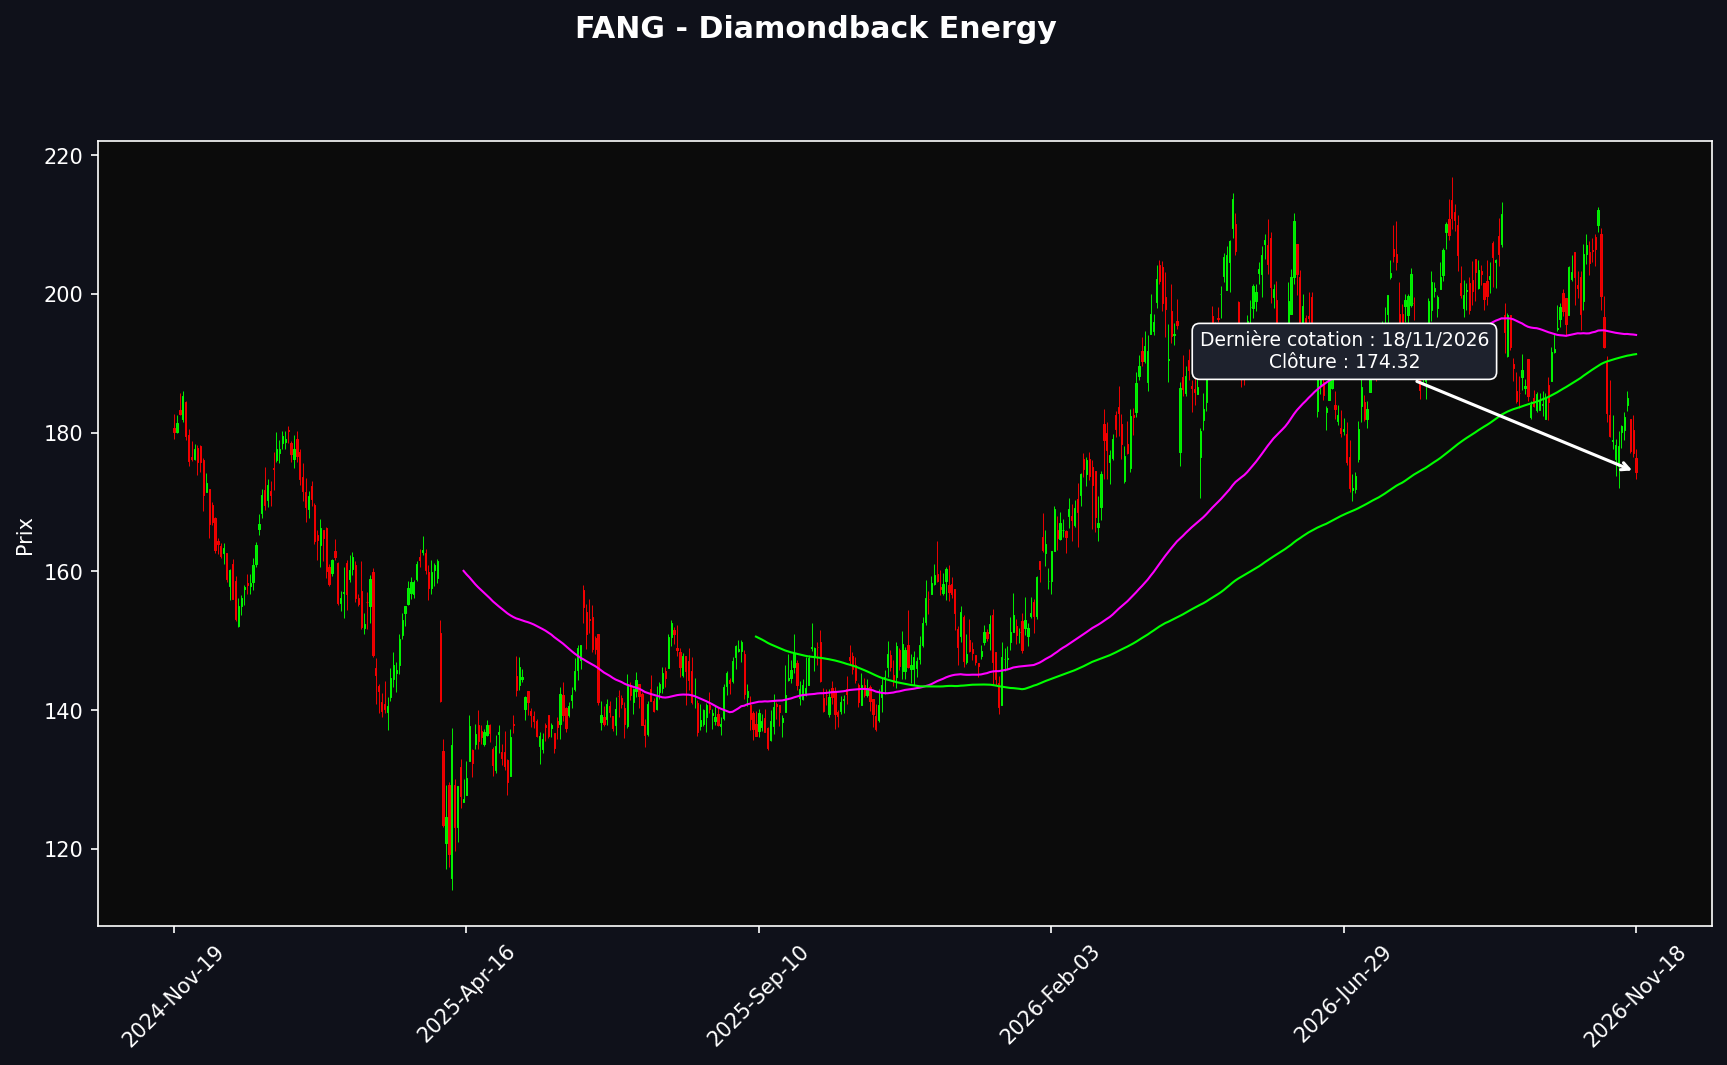 FANG - Diamondback Energy
220
200
180
160
140
120
Prix
Dernière cotation : 18/11/2026
Clôture : 174.32
2024-Nov-19
2025-Apr-16
2025-Sep-10
2026-Feb-03
2026-Jun-29
2026-Nov-18